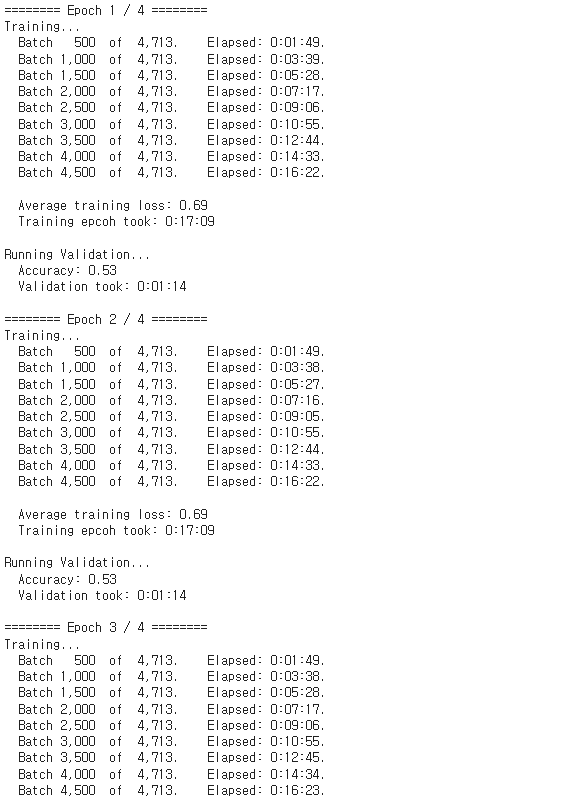 ======== Epoch 1 / 4 ========
Training...
  Batch   500  of  4,713.    Elapsed: 0:01:49.
  Batch 1,000  of  4,713.    Elapsed: 0:03:39.
  Batch 1,500  of  4,713.    Elapsed: 0:05:28.
  Batch 2,000  of  4,713.    Elapsed: 0:07:17.
  Batch 2,500  of  4,713.    Elapsed: 0:09:06.
  Batch 3,000  of  4,713.    Elapsed: 0:10:55.
  Batch 3,500  of  4,713.    Elapsed: 0:12:44.
  Batch 4,000  of  4,713.    Elapsed: 0:14:33.
  Batch 4,500  of  4,713.    Elapsed: 0:16:22.
  Average training loss: 0.69
  Training epcoh took: 0:17:09
Running Validation...
  Accuracy: 0.53
  Validation took: 0:01:14
======== Epoch 2 / 4 ========
Training...
  Batch   500  of  4,713.    Elapsed: 0:01:49.
  Batch 1,000  of  4,713.    Elapsed: 0:03:38.
  Batch 1,500  of  4,713.    Elapsed: 0:05:27.
  Batch 2,000  of  4,713.    Elapsed: 0:07:16.
  Batch 2,500  of  4,713.    Elapsed: 0:09:05.
  Batch 3,000  of  4,713.    Elapsed: 0:10:55.
  Batch 3,500  of  4,713.    Elapsed: 0:12:44.
  Batch 4,000  of  4,713.    Elapsed: 0:14:33.
  Batch 4,500  of  4,713.    Elapsed: 0:16:22.
  Average training loss: 0.69
  Training epcoh took: 0:17:09
Running Validation...
  Accuracy: 0.53
  Validation took: 0:01:14
======== Epoch 3 / 4 ========
Training...
  Batch   500  of  4,713.    Elapsed: 0:01:49.
  Batch 1,000  of  4,713.    Elapsed: 0:03:38.
  Batch 1,500  of  4,713.    Elapsed: 0:05:28.
  Batch 2,000  of  4,713.    Elapsed: 0:07:17.
  Batch 2,500  of  4,713.    Elapsed: 0:09:06.
  Batch 3,000  of  4,713.    Elapsed: 0:10:55.
  Batch 3,500  of  4,713.    Elapsed: 0:12:45.
  Batch 4,000  of  4,713.    Elapsed: 0:14:34.
  Batch 4,500  of  4,713.    Elapsed: 0:16:23.